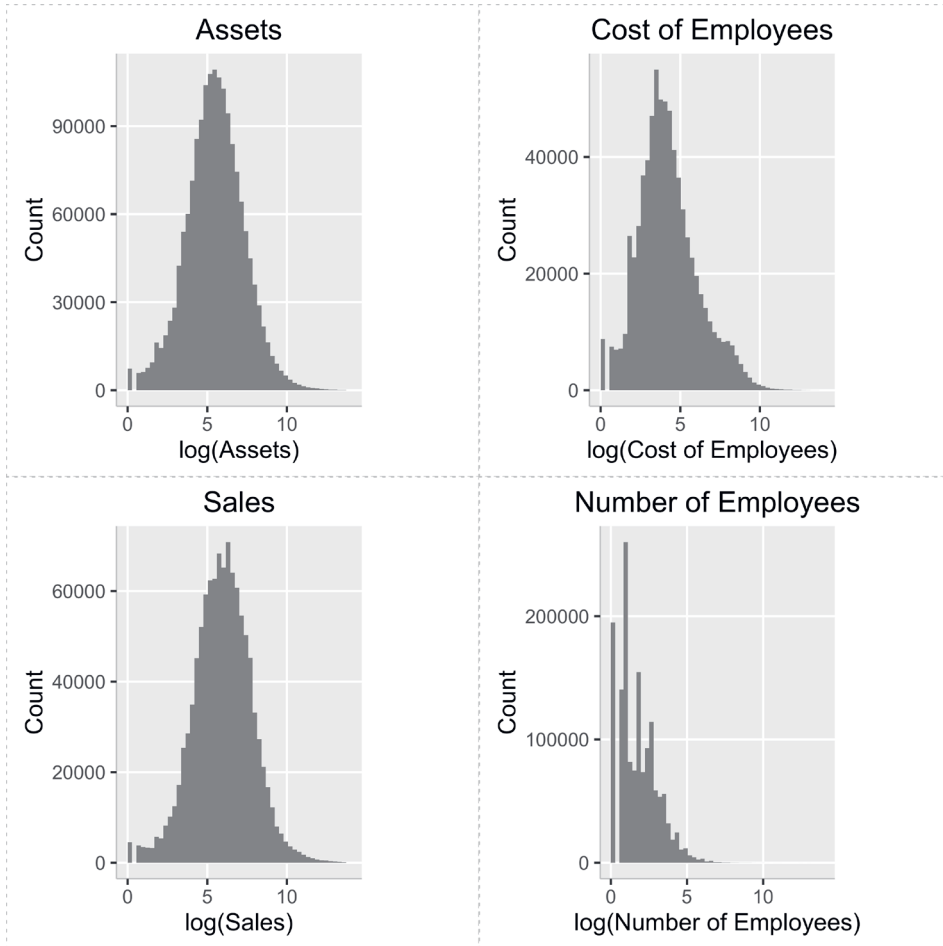 Assets
Count
90000
60000
30000
0
0 5 10
log(Assets)
Cost of Employees
Count
40000
20000
0
0 5 10
log(Cost of Employees)
Sales
Count
60000
40000
20000
0
0 5 10
log(Sales)
Number of Employees
Count
200000
100000
0
0 5 10
log(Number of Employees)